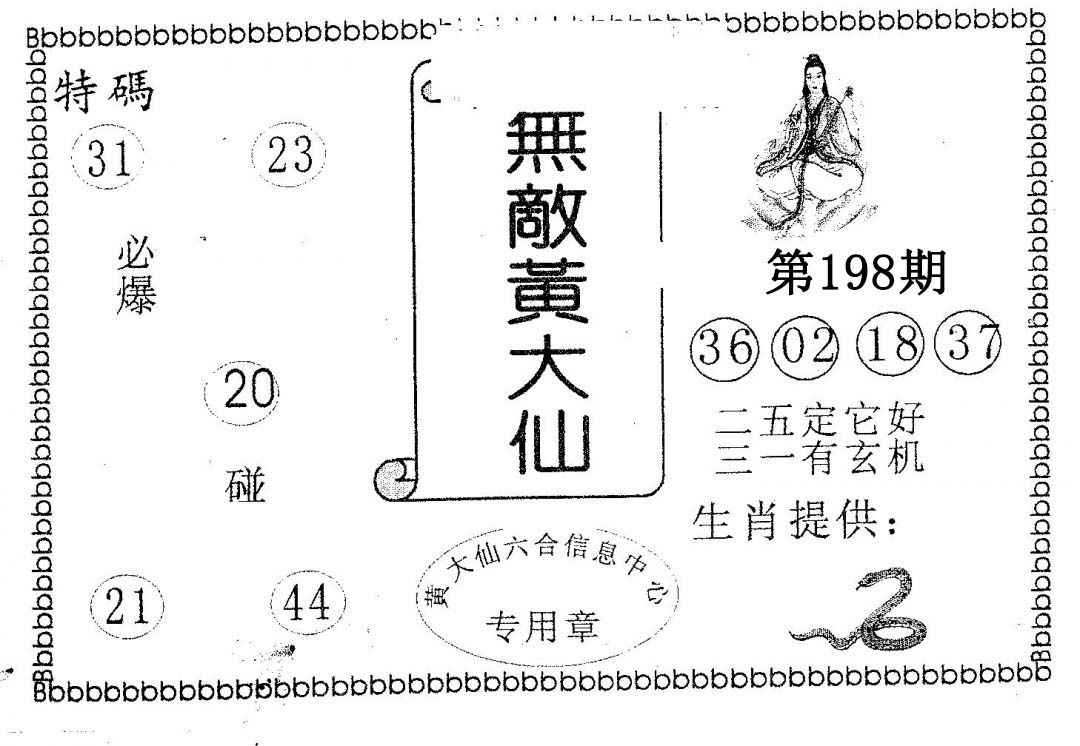 特碼
31
23
必爆
20
碰
21
44
無敵黃大仙
黃大仙六合信息中心
专用章
第198期
36 02 18 37
二五定它好
三一有玄机
生肖提供: